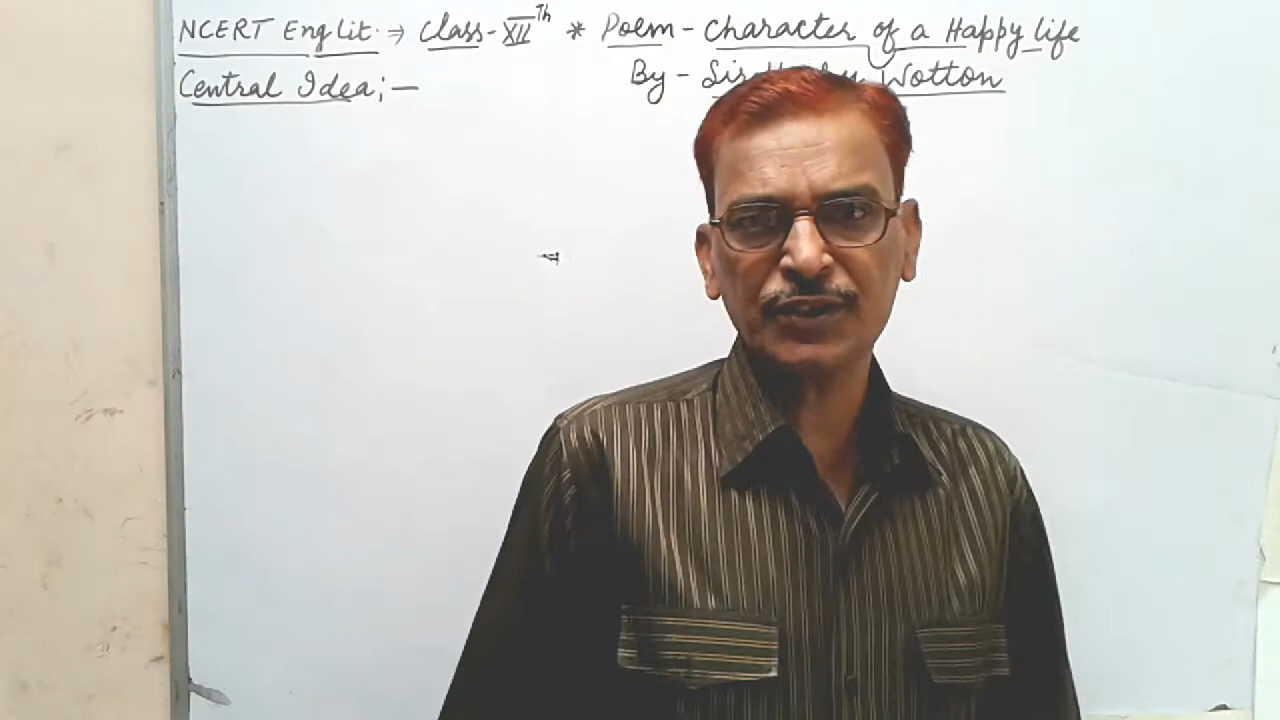 NCERT Eng Lit. ⇒ Class-XIITh * Poem - Character of a Happy Life
By - Wotton
Central Idea;—